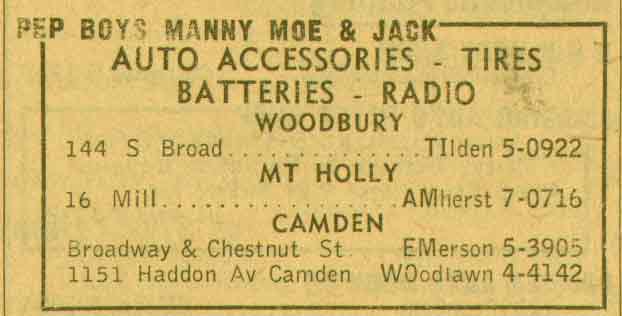 PEP BOYS MANNY MOE & JACK
AUTO ACCESSORIES - TIRES
BATTERIES - RADIO
WOODBURY
144 S Broad...............TIlden 5-0922
MT HOLLY
16 Mill...................AMherst 7-0716
CAMDEN
Broadway & Chestnut St. EMerson 5-3905
1151 Haddon Av Camden WOodlawn 4-4142